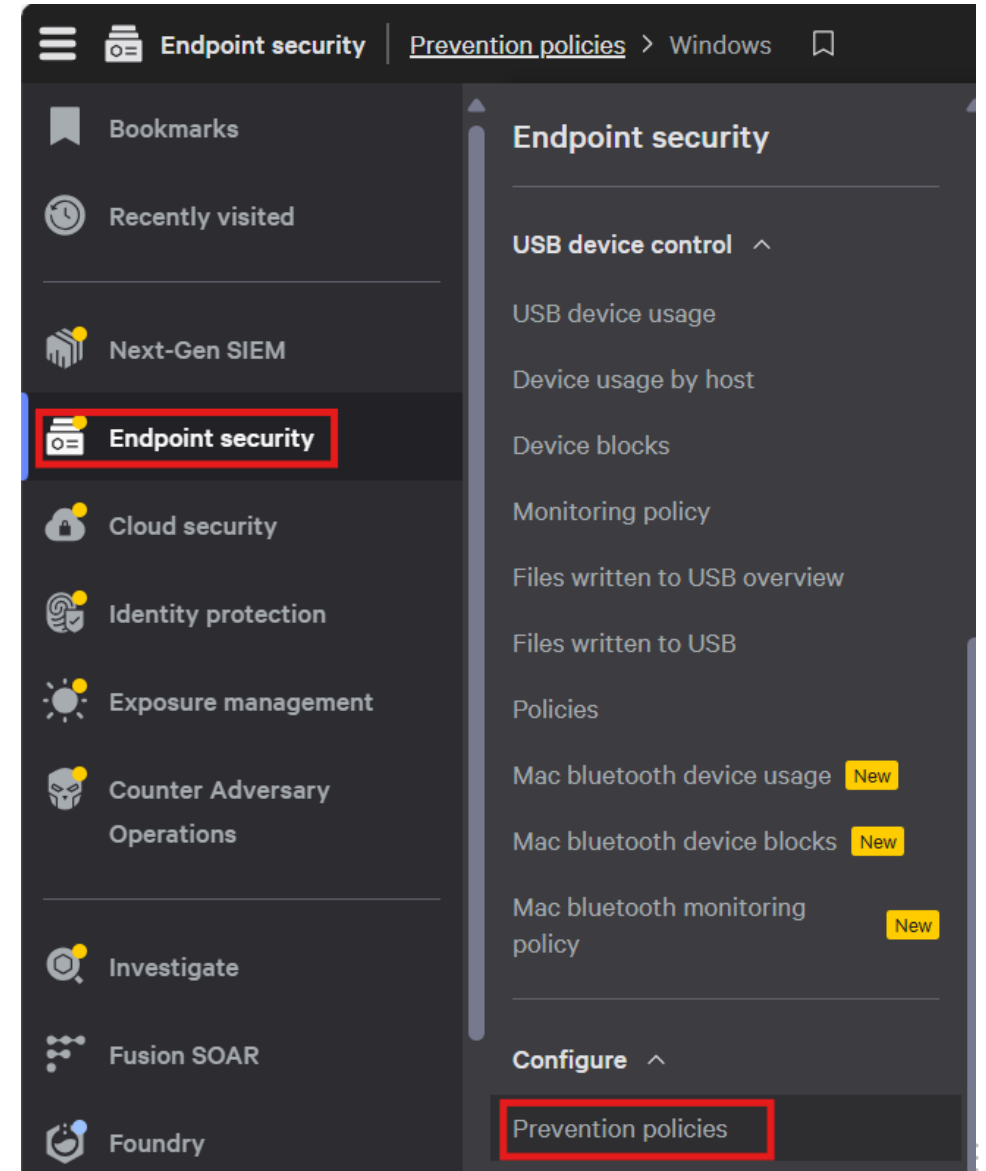 Endpoint security Prevention policies > Windows
Bookmarks
Recently visited
Next-Gen SIEM
Endpoint security
Cloud security
Identity protection
Exposure management
Counter Adversary
Operations
Investigate
Fusion SOAR
Foundry
Endpoint security
USB device control
USB device usage
Device usage by host
Device blocks
Monitoring policy
Files written to USB overview
Files written to USB
Policies
Mac bluetooth device usage New
Mac bluetooth device blocks New
Mac bluetooth monitoring
policy New
Configure
Prevention policies